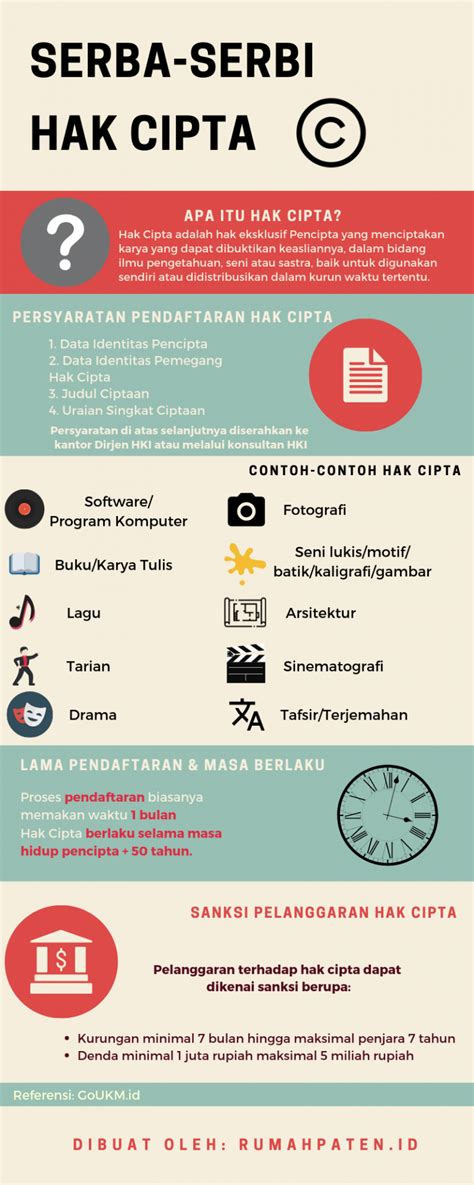 SERBA-SERBI
HAK CIPTA ©
APA ITU HAK CIPTA?
Hak Cipta adalah hak eksklusif Pencipta yang menciptakan
karya yang dapat dibuktikan keasliannya, dalam bidang
ilmu pengetahuan, seni atau sastra, baik untuk digunakan
sendiri atau didistribusikan dalam kurun waktu tertentu.
PERSYARATAN PENDAFTARAN HAK CIPTA
1. Data Identitas Pencipta
2. Data Identitas Pemegang
Hak Cipta
3. Judul Ciptaan
4. Uraian Singkat Ciptaan
Persyaratan di atas selanjutnya diserahkan ke
kantor Dirjen HKI atau melalui konsultan HKI
CONTOH-CONTOH HAK CIPTA
Software/
Program Komputer
Fotografi
Buku/Karya Tulis
Seni lukis/motif/
batik/kaligrafi/gambar
Lagu
Arsitektur
Tarian
Sinematografi
Drama
Tafsir/Terjemahan
LAMA PENDAFTARAN & MASA BERLAKU
Proses pendaftaran biasanya
memakan waktu 1 bulan
Hak Cipta berlaku selama masa
hidup pencipta + 50 tahun.
SANKSI PELANGGARAN HAK CIPTA
Pelanggaran terhadap hak cipta dapat
dikenai sanksi berupa:
• Kurungan minimal 7 bulan hingga maksimal penjara 7 tahun
• Denda minimal 1 juta rupiah maksimal 5 miliah rupiah
Referensi: GoUKM.id
DIBUAT OLEH: RUMAHPATEN.ID